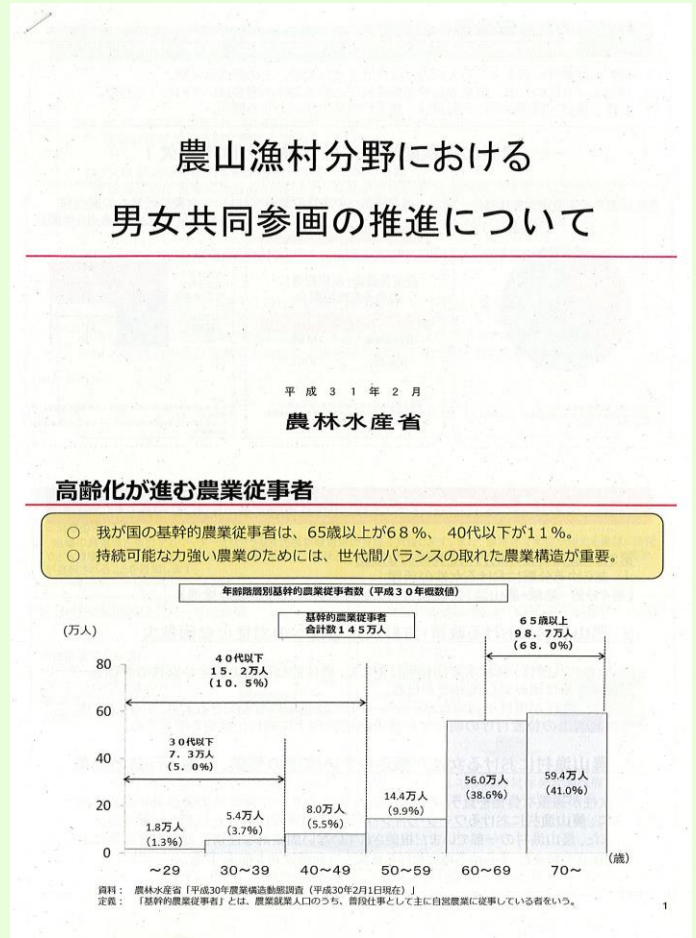 農山漁村分野における
男女共同参画の推進について
平成31年2月
農林水産省
高齢化が進む農業従事者
○ 我が国の基幹的農業従事者は、65歳以上が68%、40代以下が11%。
○ 持続可能な力強い農業のためには、世代間バランスの取れた農業構造が重要。
年齢階層別基幹的農業従事者数(平成30年概数値)
基幹的農業従事者
合計数145万人
(万人)
65歳以上
98.7万人
(68.0%)
40代以下
15.2万人
(10.5%)
30代以下
7.3万人
(5.0%)
80
60
40
20
0
1.8万人
(1.3%)
5.4万人
(3.7%)
8.0万人
(5.5%)
14.4万人
(9.9%)
56.0万人
(38.6%)
59.4万人
(41.0%)
~29 30~39 40~49 50~59 60~69 70~ (歳)
資料: 農林水産省「平成30年農業構造動態調査(平成30年2月1日現在)」
定義: 「基幹的農業従事者」とは、農業就業人口のうち、普段仕事として主に自営農業に従事している者をいう。
1